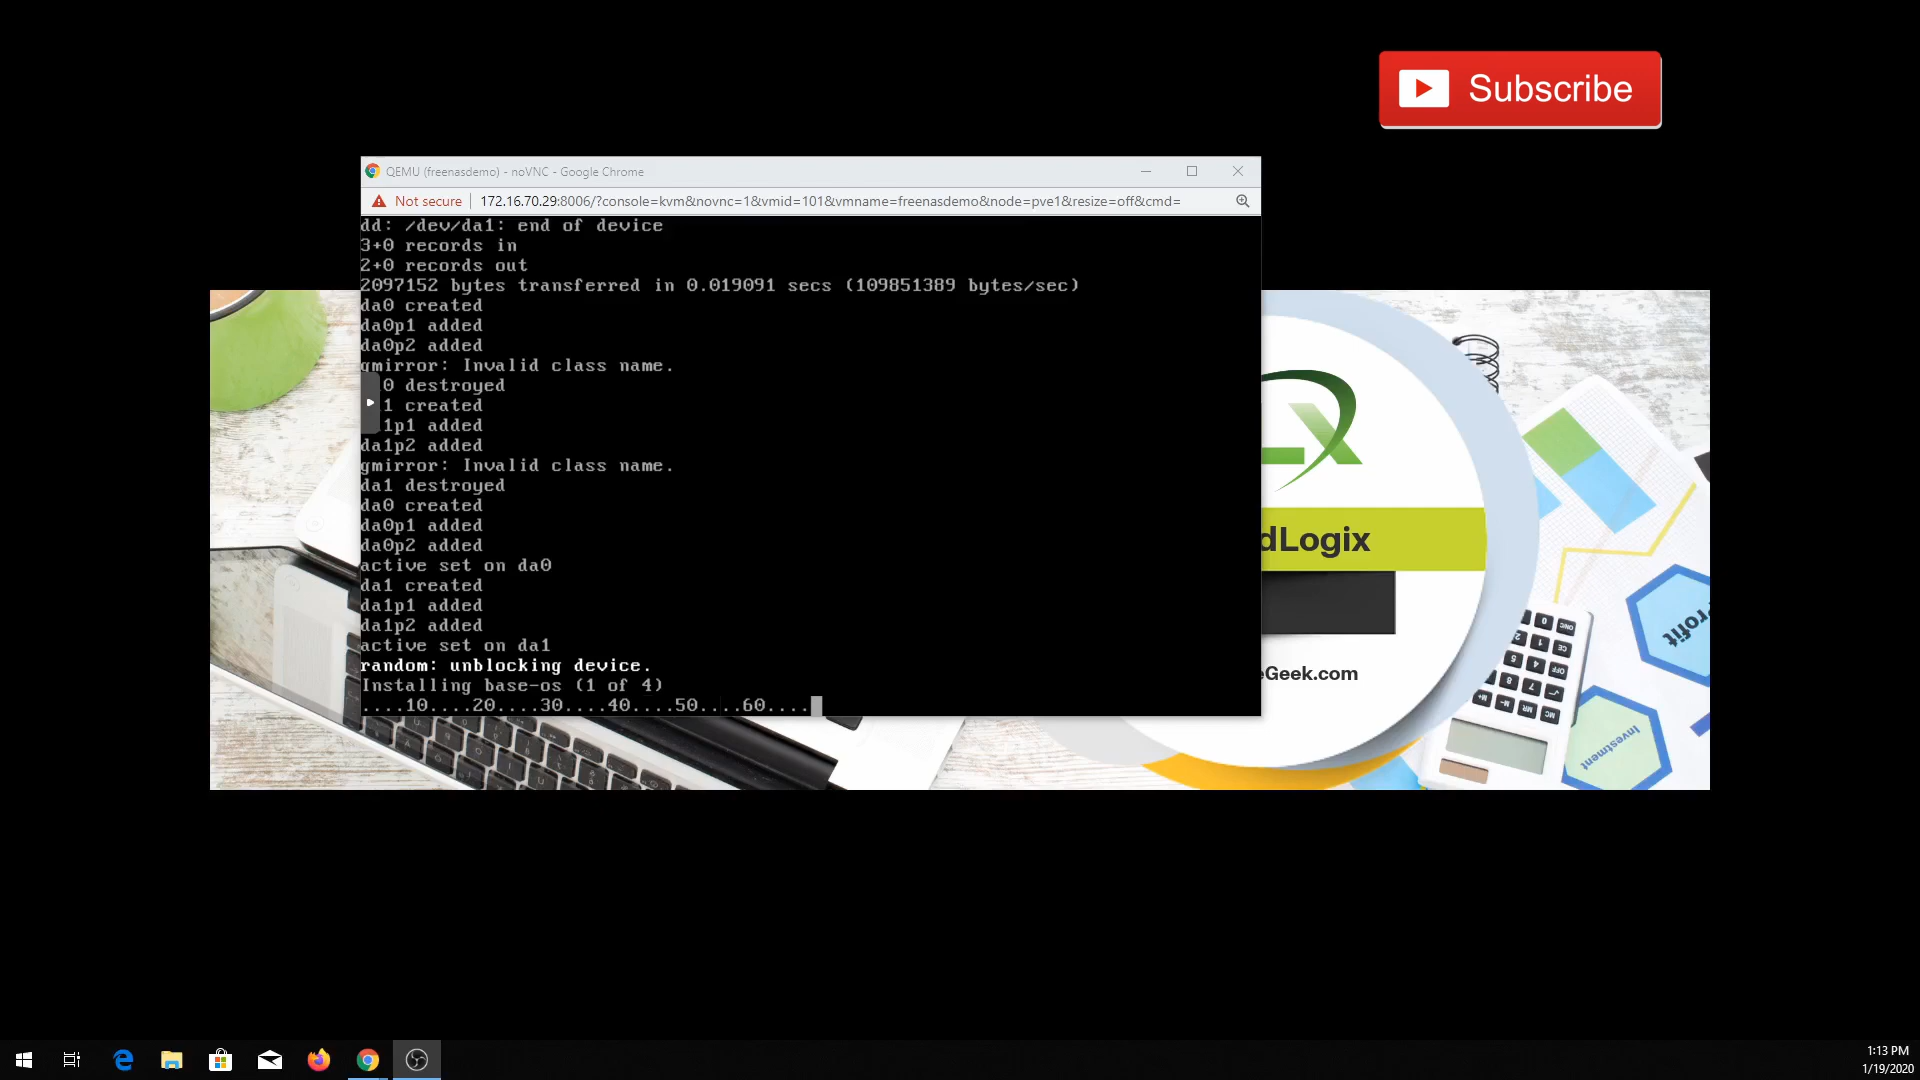 Subscribe
QEMU (freenasdemo) - noVNC - Google Chrome
Not secure
172.16.70.29:8006/?console=kvm&novnc=1&vmid=101&vmname=freenasdemo&node=pve1&resize=off&cmd=
dd: /dev/da1: end of device
3+0 records in
2+0 records out
2097152 bytes transferred in 0.019091 secs (109851389 bytes/sec)
da0 created
da0p1 added
da0p2 added
gmirror: Invalid class name.
0 destroyed
1 created
1p1 added
da1p2 added
gmirror: Invalid class name.
da1 destroyed
da0 created
da0p1 added
da0p2 added
active set on da0
da1 created
da1p1 added
da1p2 added
active set on da1
random: unblocking device.
Installing base-os (1 of 4)
....10....20....30....40....50....60....
dLogix
eGeek.com
Profit
Investment
1:13 PM
1/19/2020